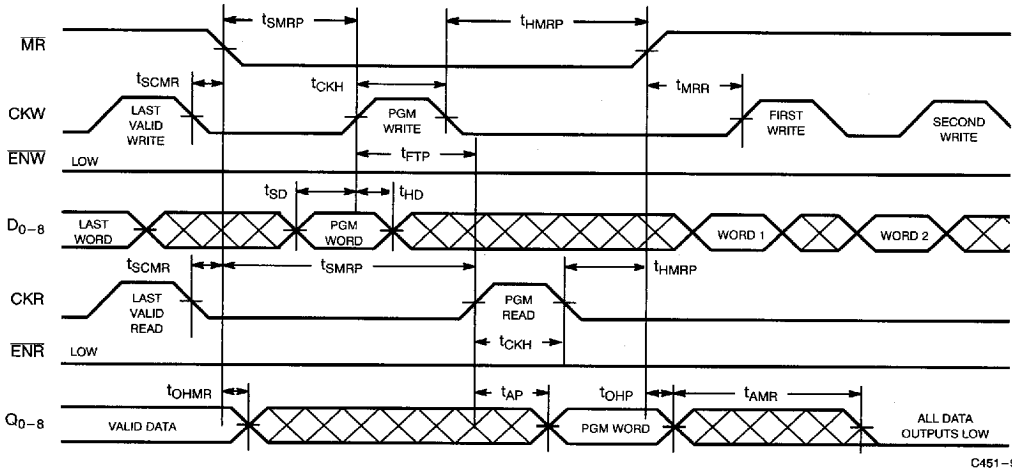 tSMRP tHMRP
MR
tSCMR tCKH tMRR
CKW LAST VALID WRITE PGM WRITE FIRST WRITE SECOND WRITE
tFTP
ENW LOW
tSD tHD
D0-8 LAST WORD PGM WORD WORD 1 WORD 2
tSCMR tSMRP tHMRP
CKR LAST VALID READ PGM READ
tCKH
ENR LOW
tOHMR tAP tOHP tAMR
Q0-8 VALID DATA PGM WORD ALL DATA OUTPUTS LOW